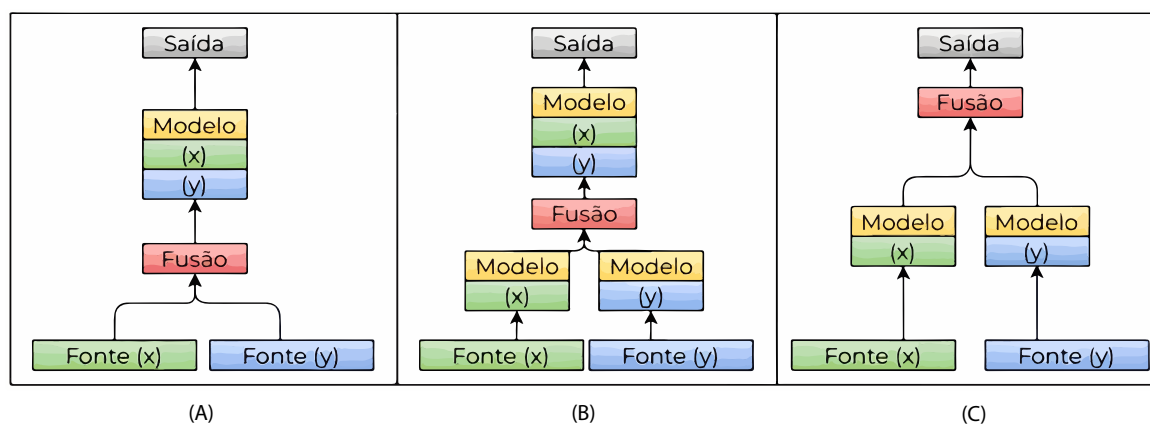 Saída
Modelo
(x)
(y)
Fusão
Fonte (x)
Fonte (y)
(A)
Saída
Modelo
(x)
(y)
Fusão
Modelo
(x)
Modelo
(y)
Fonte (x)
Fonte (y)
(B)
Saída
Fusão
Modelo
(x)
Modelo
(y)
Fonte (x)
Fonte (y)
(C)